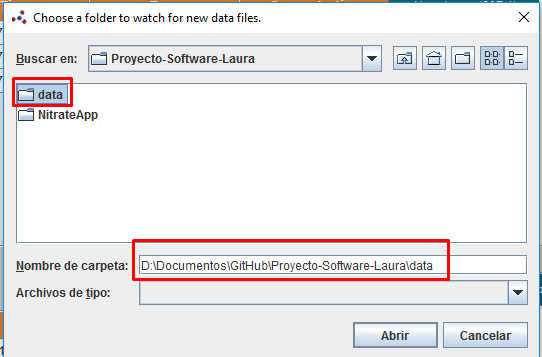 Choose a folder to watch for new data files.
Buscar en: Proyecto-Software-Laura
data
NitrateApp
Nombre de carpeta: D:\Documentos\GitHub\Proyecto-Software-Laura\data
Archivos de tipo:
Abrir Cancelar